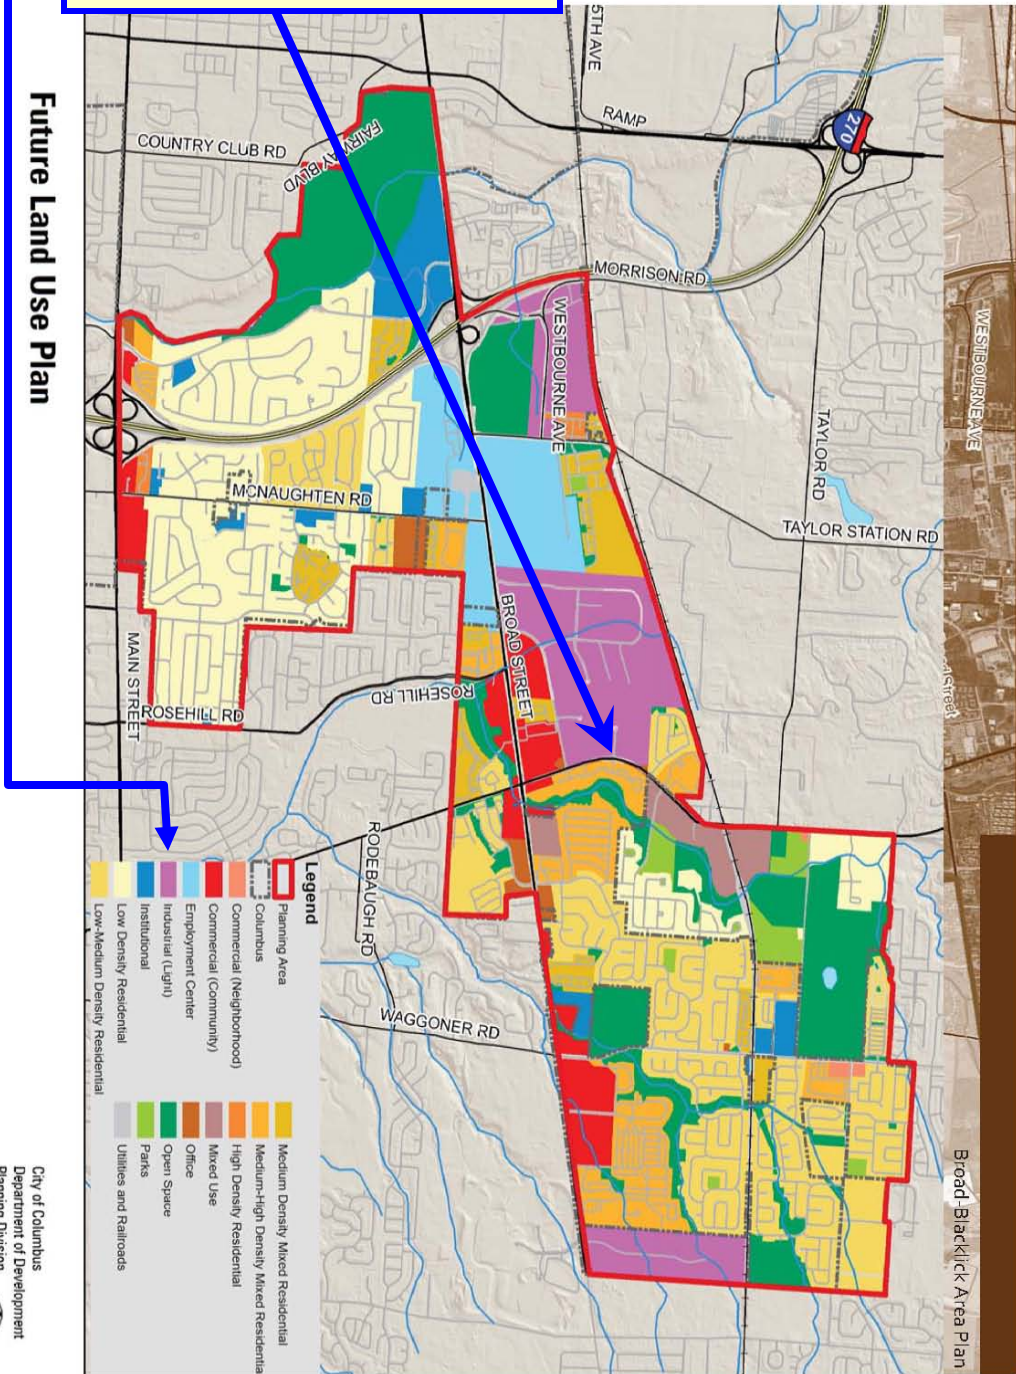 Broad-Blacklick Area Plan
Future Land Use Plan
5TH AVE
RAMP
270
COUNTRY CLUB RD
FAIRWAY BLVD
MORRISON RD
WESTBOURNE AVE
WESTBOURNE AVE
TAYLOR RD
TAYLOR STATION RD
MCNAUGHTEN RD
BROAD STREET
MAIN STREET
ROSEHILL RD
ROSEHILL RD
RODEBAUGH RD
WAGGONER RD
Street
Legend
Planning Area
Columbus
Commercial (Neighborhood)
Commercial (Community)
Employment Center
Industrial (Light)
Institutional
Low Density Residential
Low-Medium Density Residential
Medium Density Mixed Residential
Medium-High Density Mixed Residentia
High Density Residential
Mixed Use
Office
Open Space
Parks
Utilities and Railroads
City of Columbus
Department of Development
Planning Division